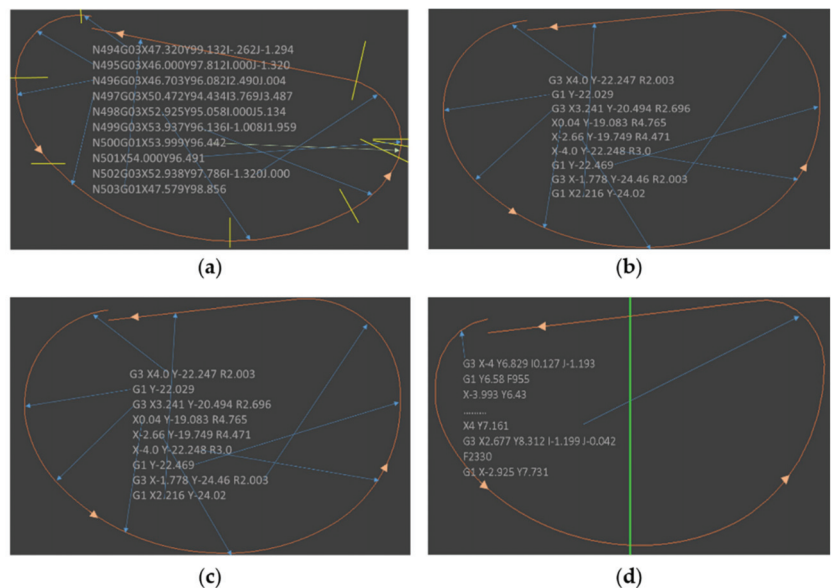 N494G03X47.320Y99.132I-.262J-1.294
N495G03X46.000Y97.812I.000J-1.320
N496G03X46.703Y96.082I2.490J.004
N497G03X50.472Y94.434I3.769J3.487
N498G03X52.925Y95.058I.000J5.134
N499G03X53.937Y96.136I-1.008J1.959
N500G01X53.999Y96.442
N501X54.000Y96.491
N502G03X52.938Y97.786I-1.320J.000
N503G01X47.579Y98.856
(a)
G3 X4.0 Y-22.247 R2.003
G1 Y-22.029
G3 X3.241 Y-20.494 R2.696
X0.04 Y-19.083 R4.765
X-2.66 Y-19.749 R4.471
X-4.0 Y-22.248 R3.0
G1 Y-22.469
G3 X-1.778 Y-24.46 R2.003
G1 X2.216 Y-24.02
(b)
G3 X4.0 Y-22.247 R2.003
G1 Y-22.029
G3 X3.241 Y-20.494 R2.696
X0.04 Y-19.083 R4.765
X-2.66 Y-19.749 R4.471
X-4.0 Y-22.248 R3.0
G1 Y-22.469
G3 X-1.778 Y-24.46 R2.003
G1 X2.216 Y-24.02
(c)
G3 X-4 Y6.829 I0.127 J-1.193
G1 Y6.58 F955
X-3.993 Y6.43
.........
X4 Y7.161
G3 X2.677 Y8.312 I-1.199 J-0.042
F2330
G1 X-2.925 Y7.731
(d)